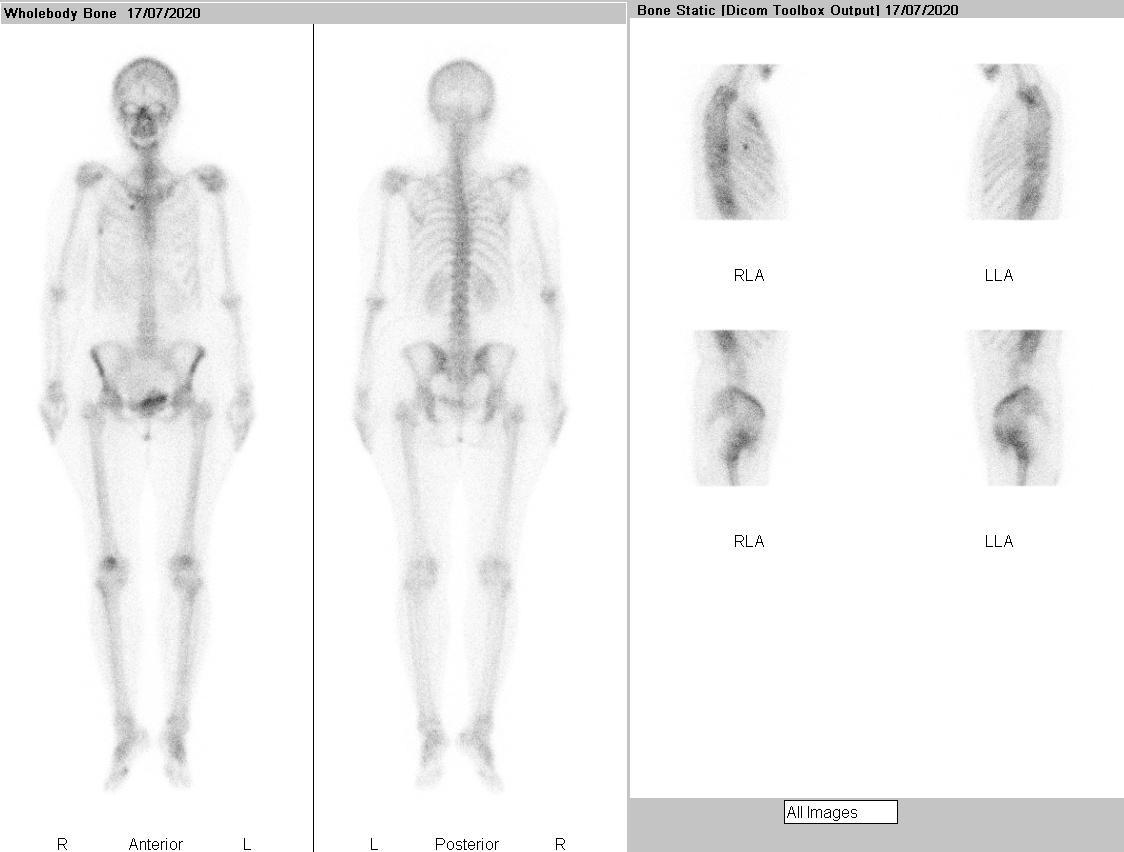 Wholebody Bone 17/07/2020
R Anterior L
L Posterior R
Bone Static [Dicom Toolbox Output] 17/07/2020
RLA LLA
RLA LLA
All Images